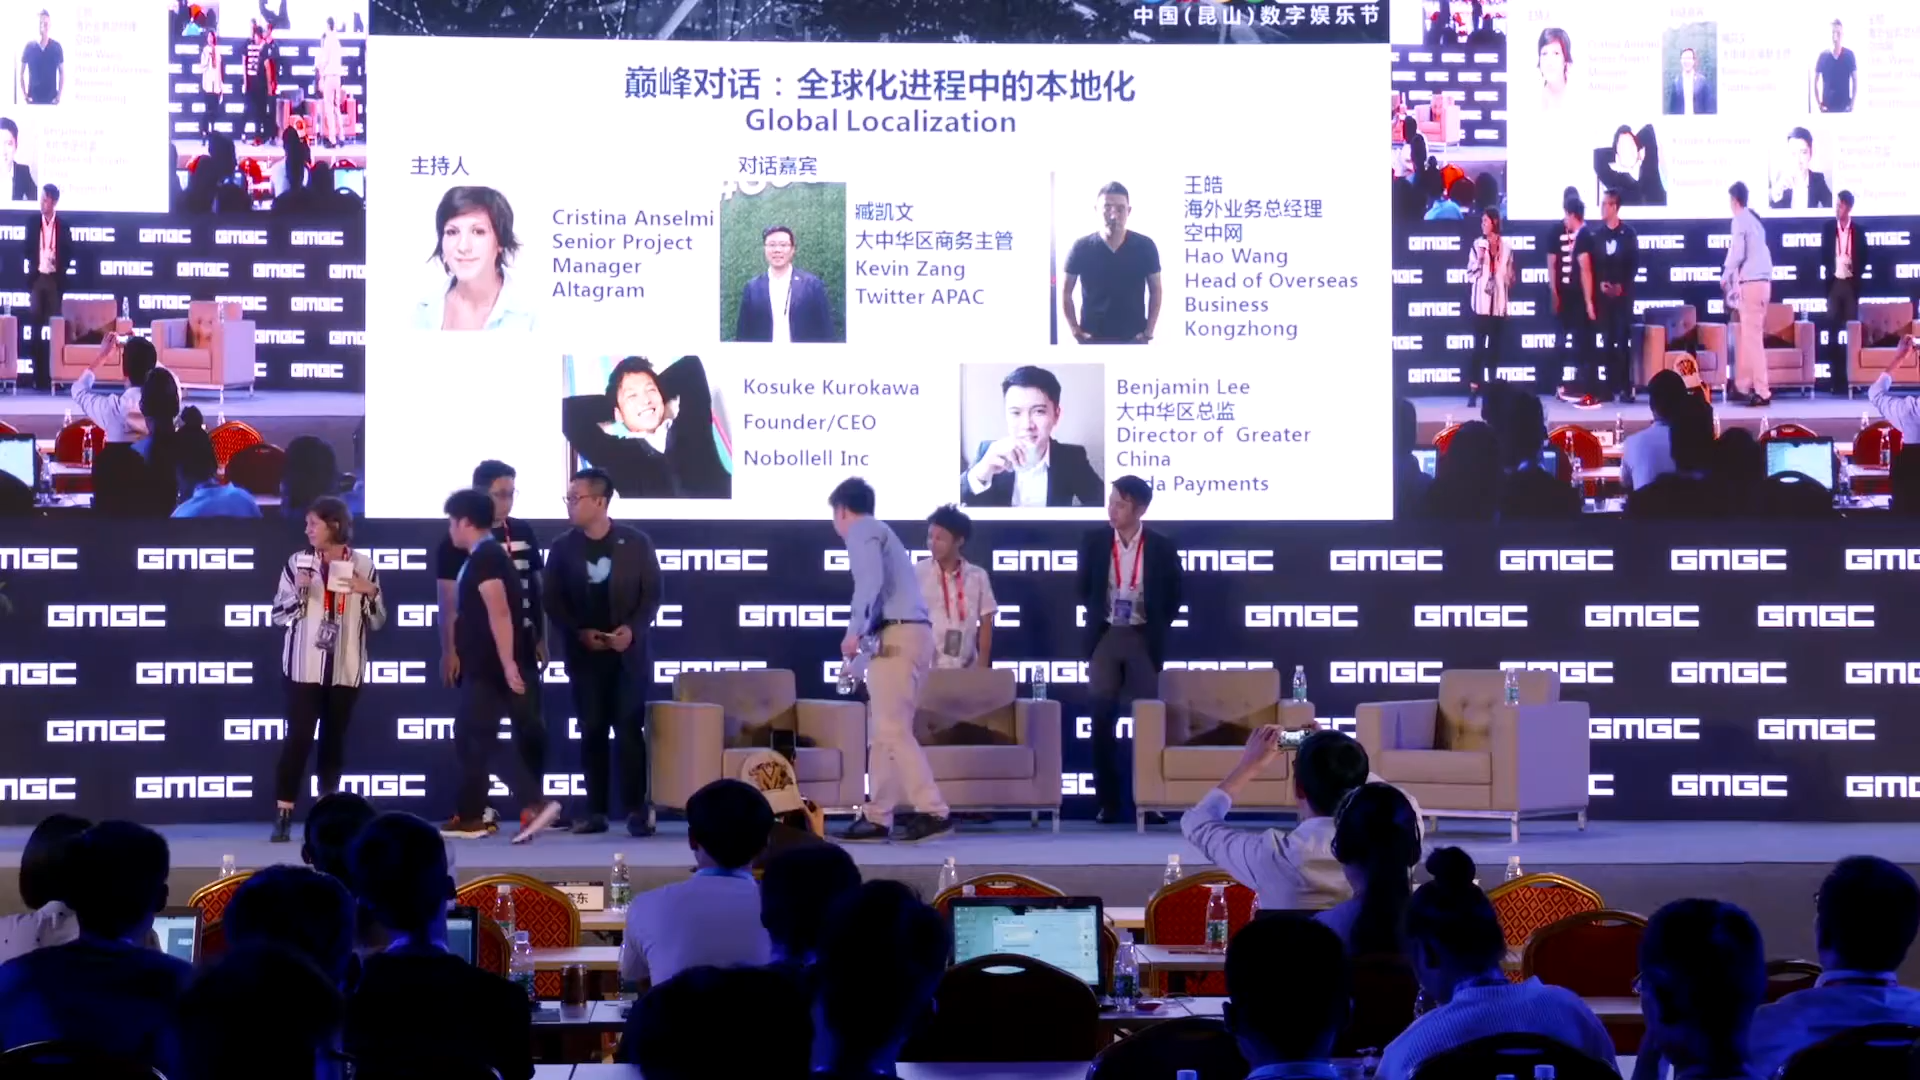 中国(昆山)数字娱乐节
巅峰对话：全球化进程中的本地化
Global Localization
主持人
Cristina Anselmi
Senior Project
Manager
Altagram
对话嘉宾
臧凯文
大中华区商务主管
Kevin Zang
Twitter APAC
王皓
海外业务总经理
空中网
Hao Wang
Head of Overseas
Business
Kongzhong
Kosuke Kurokawa
Founder/CEO
Nobollell Inc
Benjamin Lee
大中华区总监
Director of Greater
China
Payments
GMGC